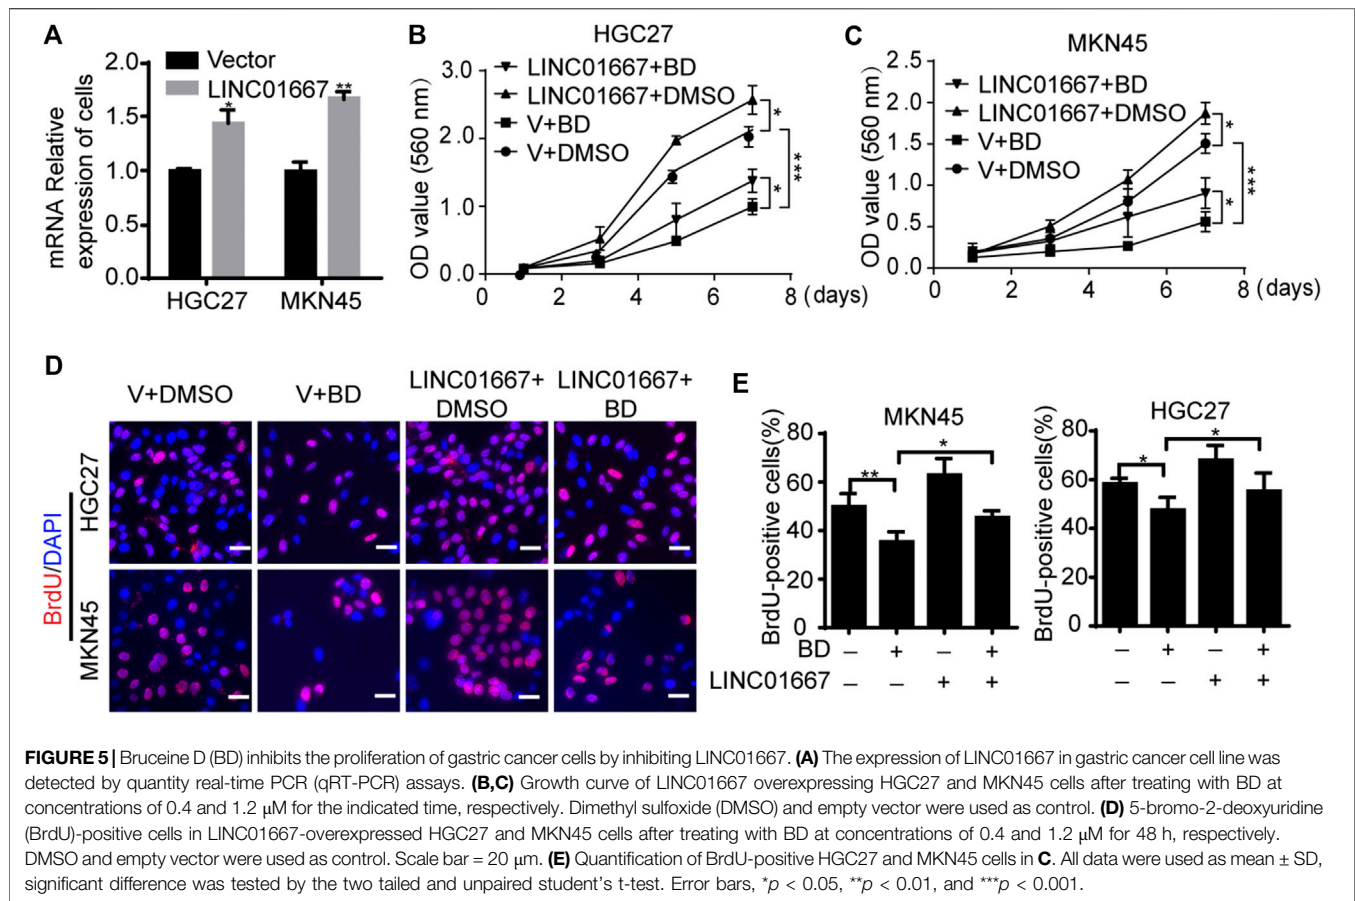 A
2.0
1.5
1.0
0.5
0.0
mRNA Relative
expression of cells
Vector
LINC01667
*
**
HGC27
MKN45
B
HGC27
3.0
2.0
1.0
0.0
OD value (560 nm)
LINC01667+BD
LINC01667+DMSO
V+BD
V+DMSO
*
*
***
0 2 4 6 8 (days)
C
MKN45
2.5
2.0
1.5
1.0
0.5
0.0
OD value (560 nm)
LINC01667+BD
LINC01667+DMSO
V+BD
V+DMSO
*
*
***
0 2 4 6 8 (days)
D
V+DMSO
V+BD
LINC01667+
DMSO
LINC01667+
BD
BrdU/DAPI
HGC27
MKN45
E
MKN45
BrdU-positive cells(%)
80
60
40
20
0
**
*
BD – + – +
LINC01667 – – + +
HGC27
BrdU-positive cells(%)
80
60
40
20
0
*
*
– + – +
– – + +
FIGURE 5 | Bruceine D (BD) inhibits the proliferation of gastric cancer cells by inhibiting LINC01667. (A) The expression of LINC01667 in gastric cancer cell line was
detected by quantity real-time PCR (qRT-PCR) assays. (B,C) Growth curve of LINC01667 overexpressing HGC27 and MKN45 cells after treating with BD at
concentrations of 0.4 and 1.2 μM for the indicated time, respectively. Dimethyl sulfoxide (DMSO) and empty vector were used as control. (D) 5-bromo-2-deoxyuridine
(BrdU)-positive cells in LINC01667-overexpressed HGC27 and MKN45 cells after treating with BD at concentrations of 0.4 and 1.2 μM for 48 h, respectively.
DMSO and empty vector were used as control. Scale bar = 20 μm. (E) Quantification of BrdU-positive HGC27 and MKN45 cells in C. All data were used as mean ± SD,
significant difference was tested by the two tailed and unpaired student's t-test. Error bars, *p < 0.05, **p < 0.01, and ***p < 0.001.